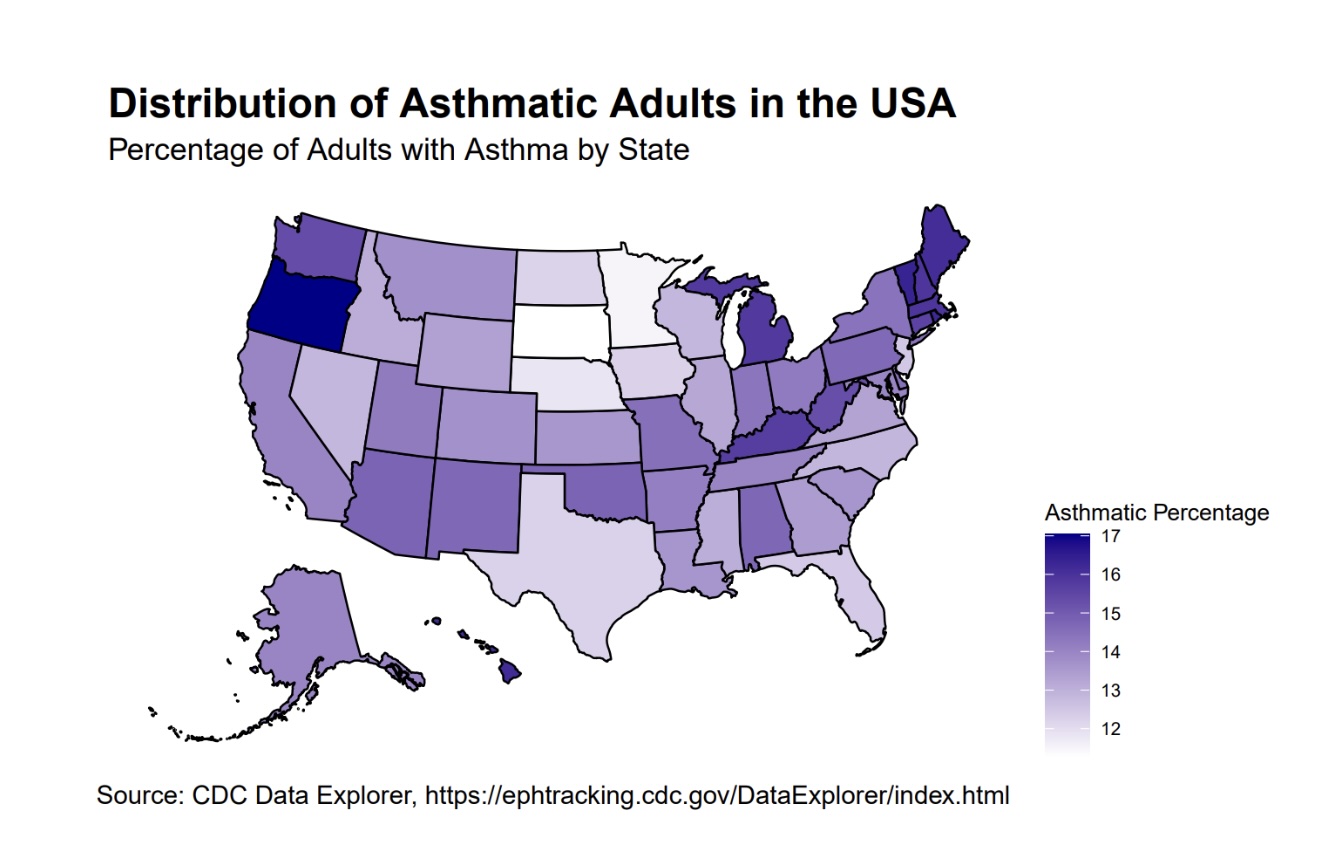 Distribution of Asthmatic Adults in the USA
Percentage of Adults with Asthma by State
Asthmatic Percentage
17
16
15
14
13
12
Source: CDC Data Explorer, https://ephtracking.cdc.gov/DataExplorer/index.html